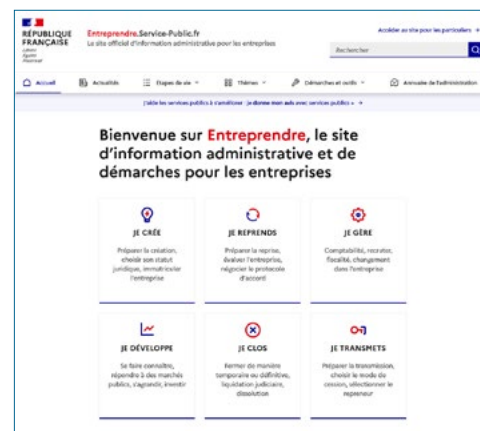 RÉPUBLIQUE
FRANÇAISE
Liberté
Égalité
Fraternité
Entreprendre.Service-Public.fr
Le site officiel d'information administrative pour les entreprises
Accéder au site pour les particuliers →
Rechercher
Accueil
Actualités
Étapes de vie
Thèmes
Démarches et outils
Annuaire de l'administration
J'aide les services publics à s'améliorer : je donne mon avis avec services publics + →
Bienvenue sur Entreprendre, le site
d'information administrative et de
démarches pour les entreprises
JE CRÉE
Préparer la création,
choisir son statut
juridique, immatriculer
l'entreprise
JE REPRENDS
Préparer la reprise,
évaluer l'entreprise,
négocier le protocole
d'accord
JE GÈRE
Comptabilité, recruter,
fiscalité, changement
dans l'entreprise
JE DÉVELOPPE
Se faire connaître,
répondre à des marchés
publics, s'agrandir, investir
JE CLOS
Fermer de manière
temporaire ou définitive,
liquidation judiciaire,
dissolution
JE TRANSMETS
Préparer la transmission,
choisir le mode de
cession, sélectionner le
repreneur